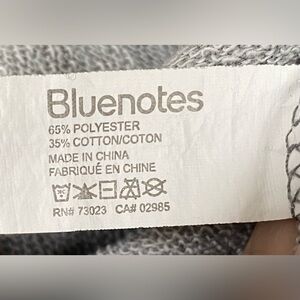 Bluenotes
65% POLYESTER
35% COTTON/COTON
MADE IN CHINA
FABRIQUÉ EN CHINE
RN# 73023 CA# 02985